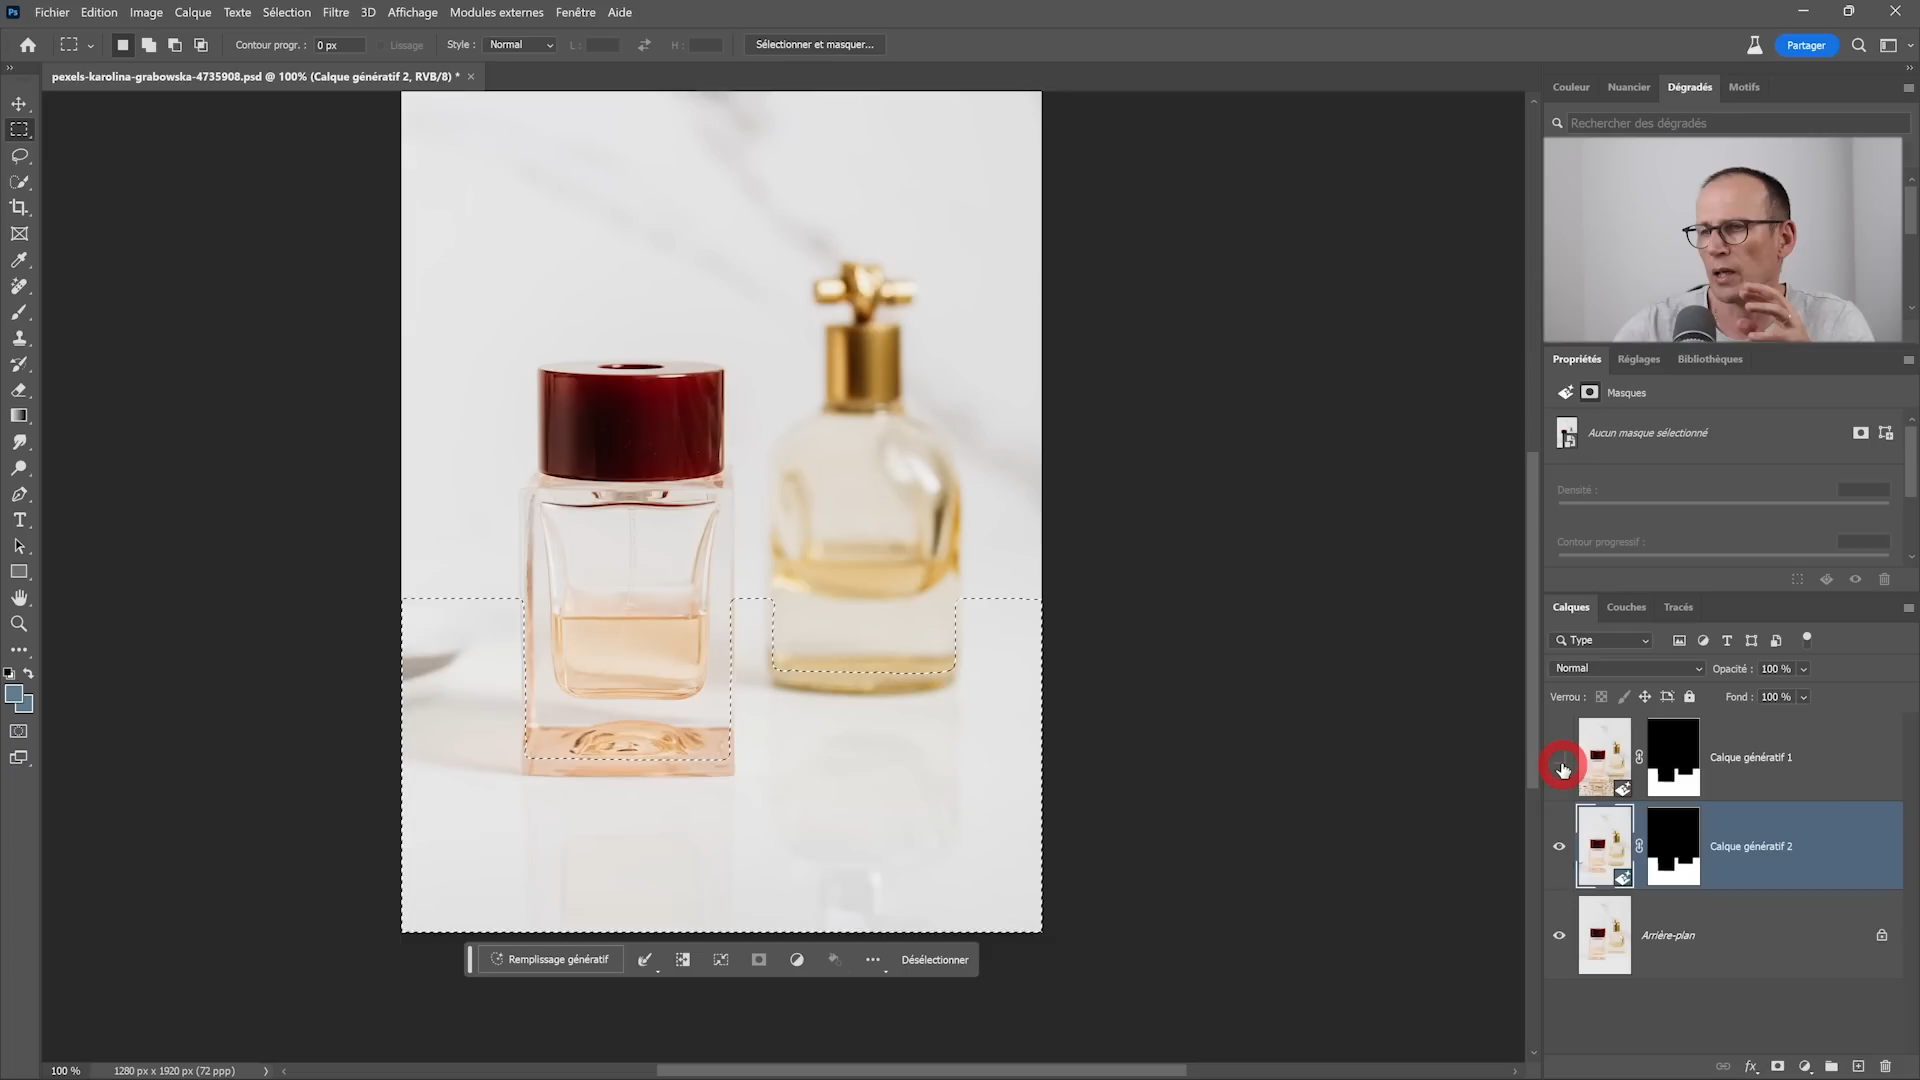 Ps
Fichier
Edition
Image
Calque
Texte
Sélection
Filtre
3D
Affichage
Modules externes
Fenêtre
Aide
Contour progr. :
0 px
Lissage
Style :
Normal
L :
H :
Sélectionner et masquer...
Partager
pexels-karolina-grabowska-4735908.psd @ 100% (Calque génératif 2, RVB/8) *
Couleur
Nuancier
Dégradés
Motifs
Rechercher des dégradés
Propriétés
Réglages
Bibliothèques
Masques
Aucun masque sélectionné
Densité :
Contour progressif :
Calques
Couches
Tracés
Type
Normal
Opacité :
100 %
Verrou :
Fond :
100 %
Calque génératif 1
Calque génératif 2
Arrière-plan
Remplissage génératif
Désélectionner
100 %
1280 px x 1920 px (72 ppp)
fx